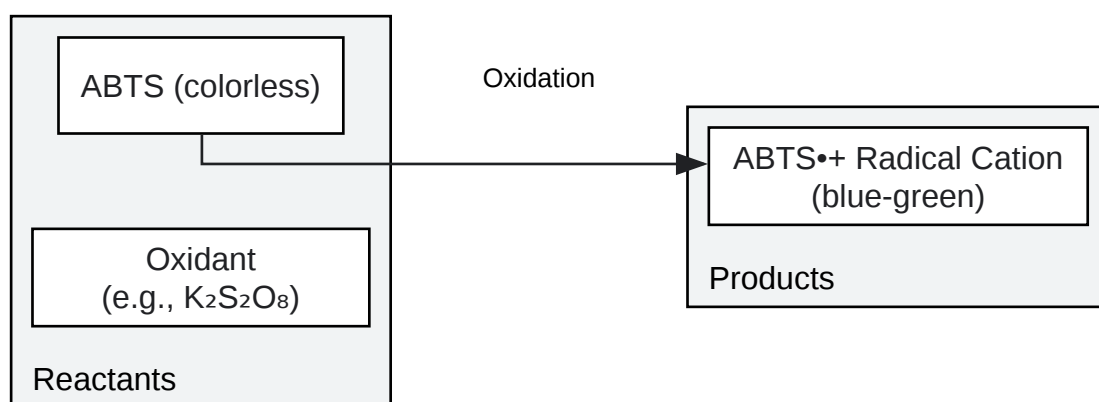 ABTS (colorless)
Oxidation
ABTS•+ Radical Cation
(blue-green)
Oxidant
(e.g., K₂S₂O₈)
Products
Reactants